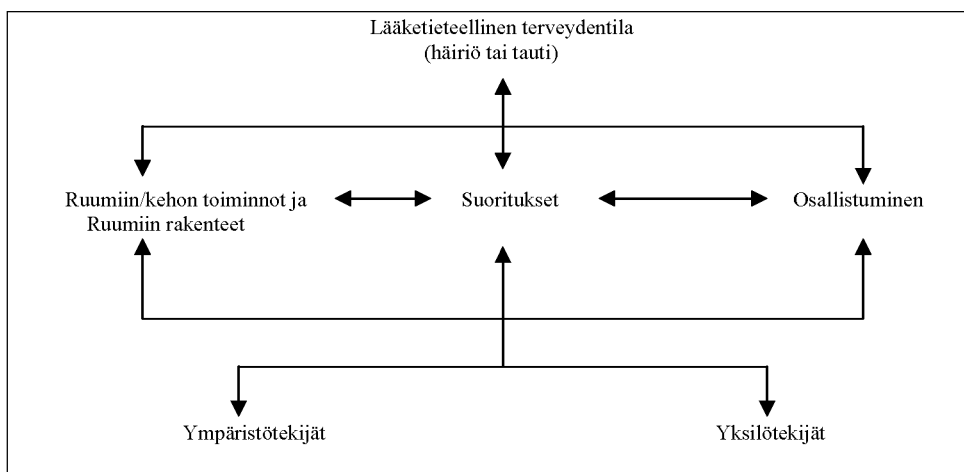 Lääketieteellinen terveydentila
(häiriö tai tauti)
Ruumiin/kehon toiminnot ja
Ruumiin rakenteet
Suoritukset
Osallistuminen
Ympäristötekijät
Yksilötekijät